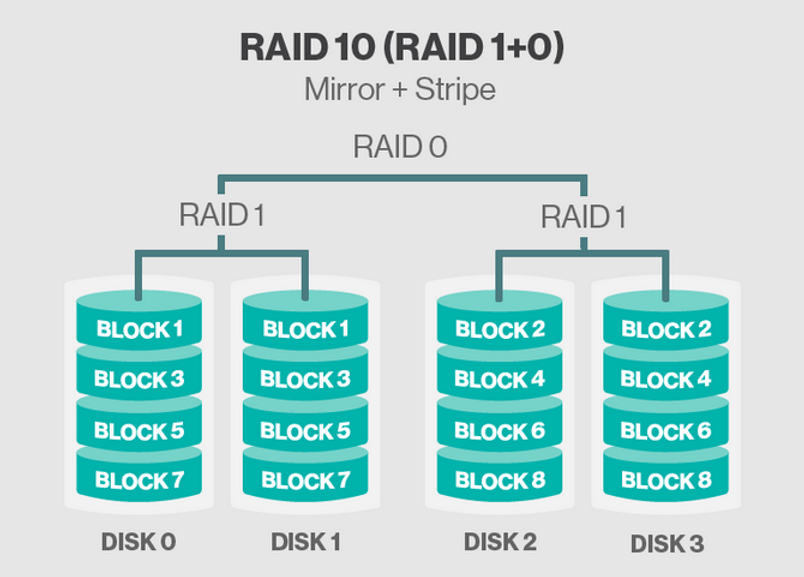 RAID 10 (RAID 1+0)
Mirror + Stripe
RAID 0
RAID 1 RAID 1
BLOCK 1 BLOCK 1 BLOCK 2 BLOCK 2
BLOCK 3 BLOCK 3 BLOCK 4 BLOCK 4
BLOCK 5 BLOCK 5 BLOCK 6 BLOCK 6
BLOCK 7 BLOCK 7 BLOCK 8 BLOCK 8
DISK 0 DISK 1 DISK 2 DISK 3